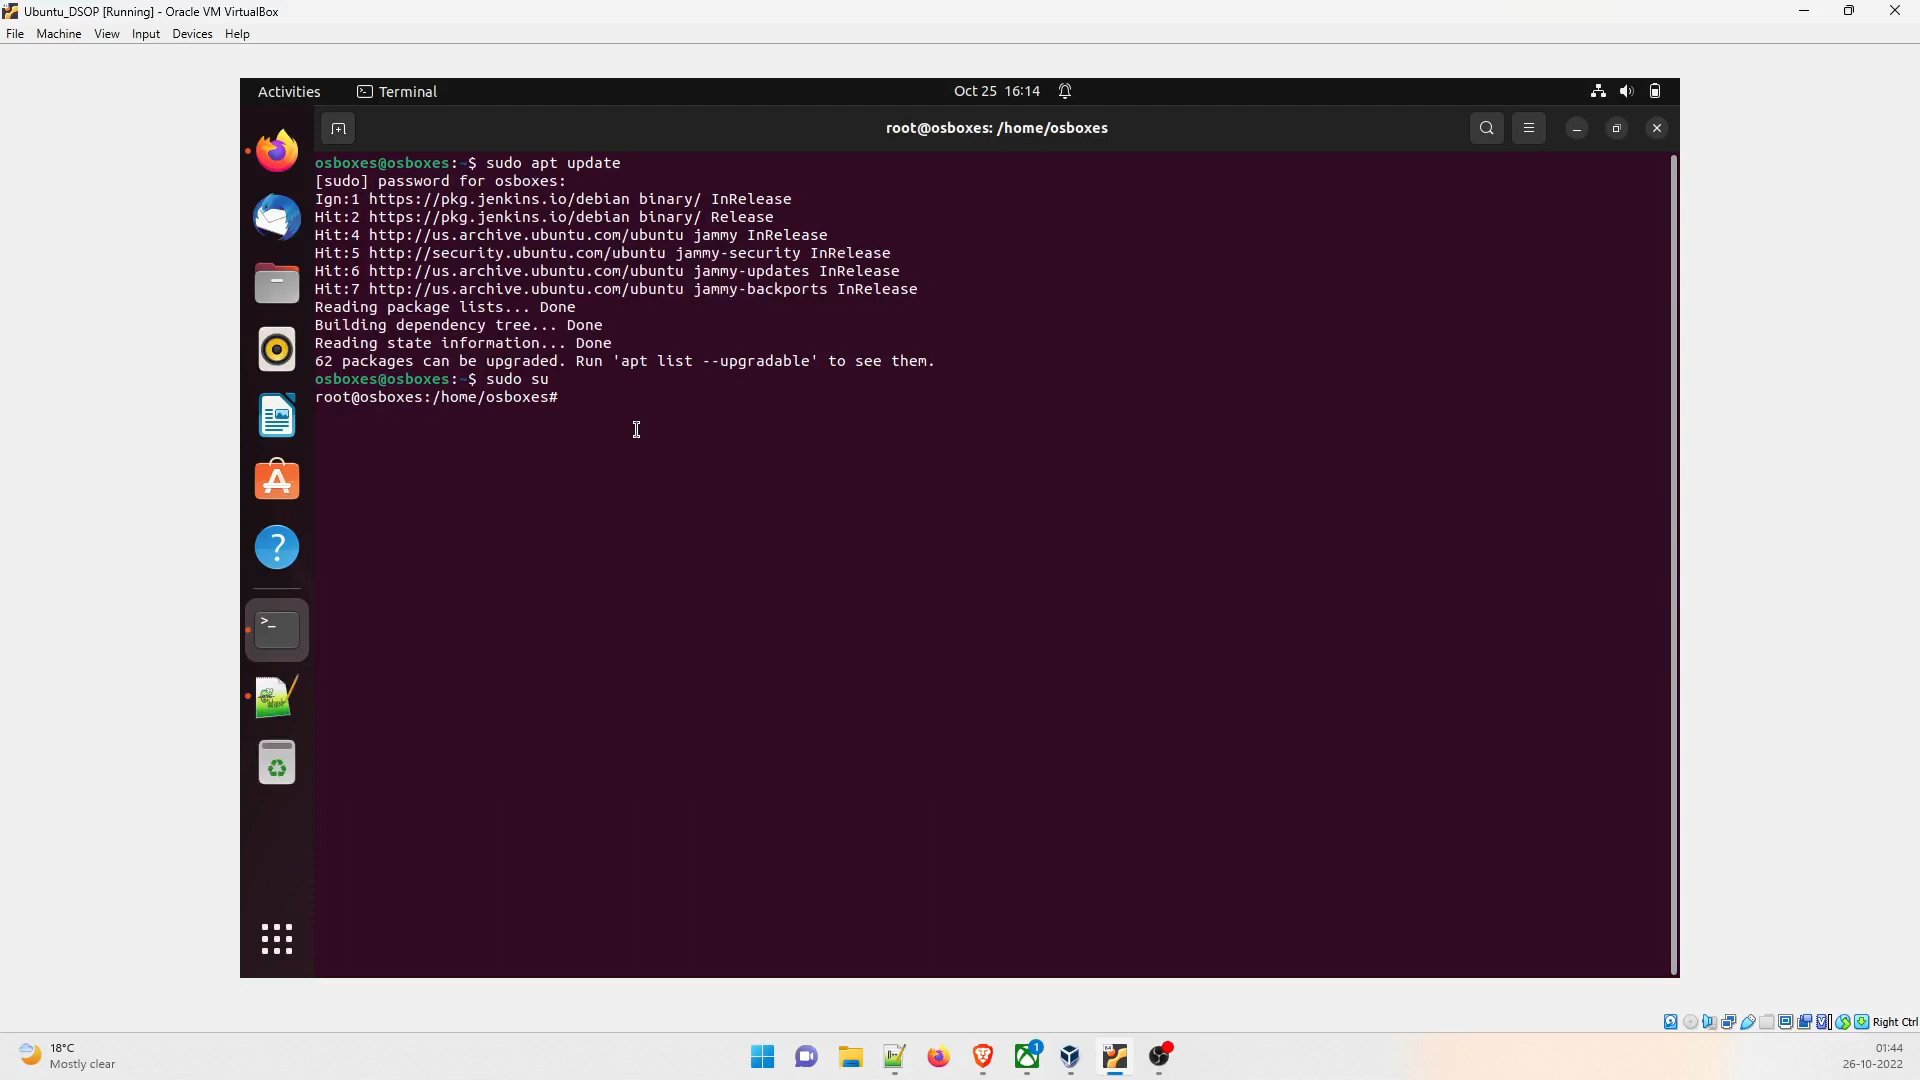 Ubuntu_DSOP [Running] - Oracle VM VirtualBox
File Machine View Input Devices Help
Activities Terminal Oct 25 16:14
root@osboxes: /home/osboxes
osboxes@osboxes:~$ sudo apt update
[sudo] password for osboxes:
Ign:1 https://pkg.jenkins.io/debian binary/ InRelease
Hit:2 https://pkg.jenkins.io/debian binary/ Release
Hit:4 http://us.archive.ubuntu.com/ubuntu jammy InRelease
Hit:5 http://security.ubuntu.com/ubuntu jammy-security InRelease
Hit:6 http://us.archive.ubuntu.com/ubuntu jammy-updates InRelease
Hit:7 http://us.archive.ubuntu.com/ubuntu jammy-backports InRelease
Reading package lists... Done
Building dependency tree... Done
Reading state information... Done
62 packages can be upgraded. Run 'apt list --upgradable' to see them.
osboxes@osboxes:~$ sudo su
root@osboxes:/home/osboxes#
Right Ctrl
18°C
Mostly clear
1
01:44
26-10-2022